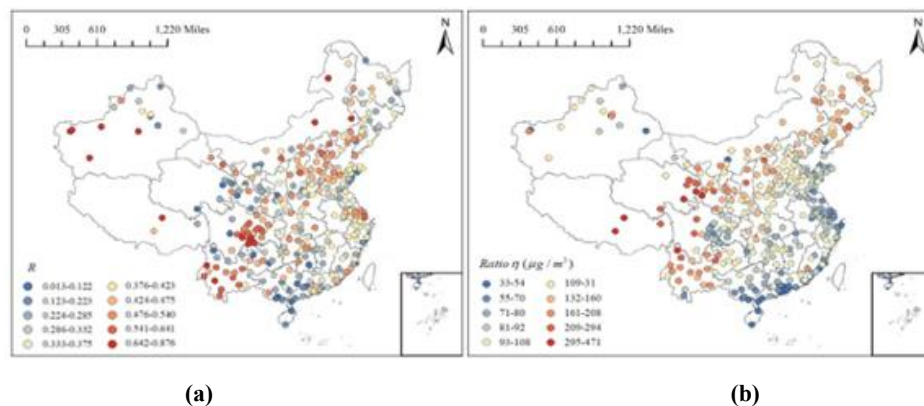 0 305 610 1,220 Miles
N
R
0.013-0.122 0.376-0.423
0.123-0.223 0.424-0.475
0.224-0.285 0.476-0.540
0.286-0.332 0.541-0.641
0.333-0.375 0.642-0.876
(a)
0 305 610 1,220 Miles
N
Ratio η (μg / m³)
33-54 109-31
55-70 132-160
71-80 161-208
81-92 209-294
93-108 295-471
(b)